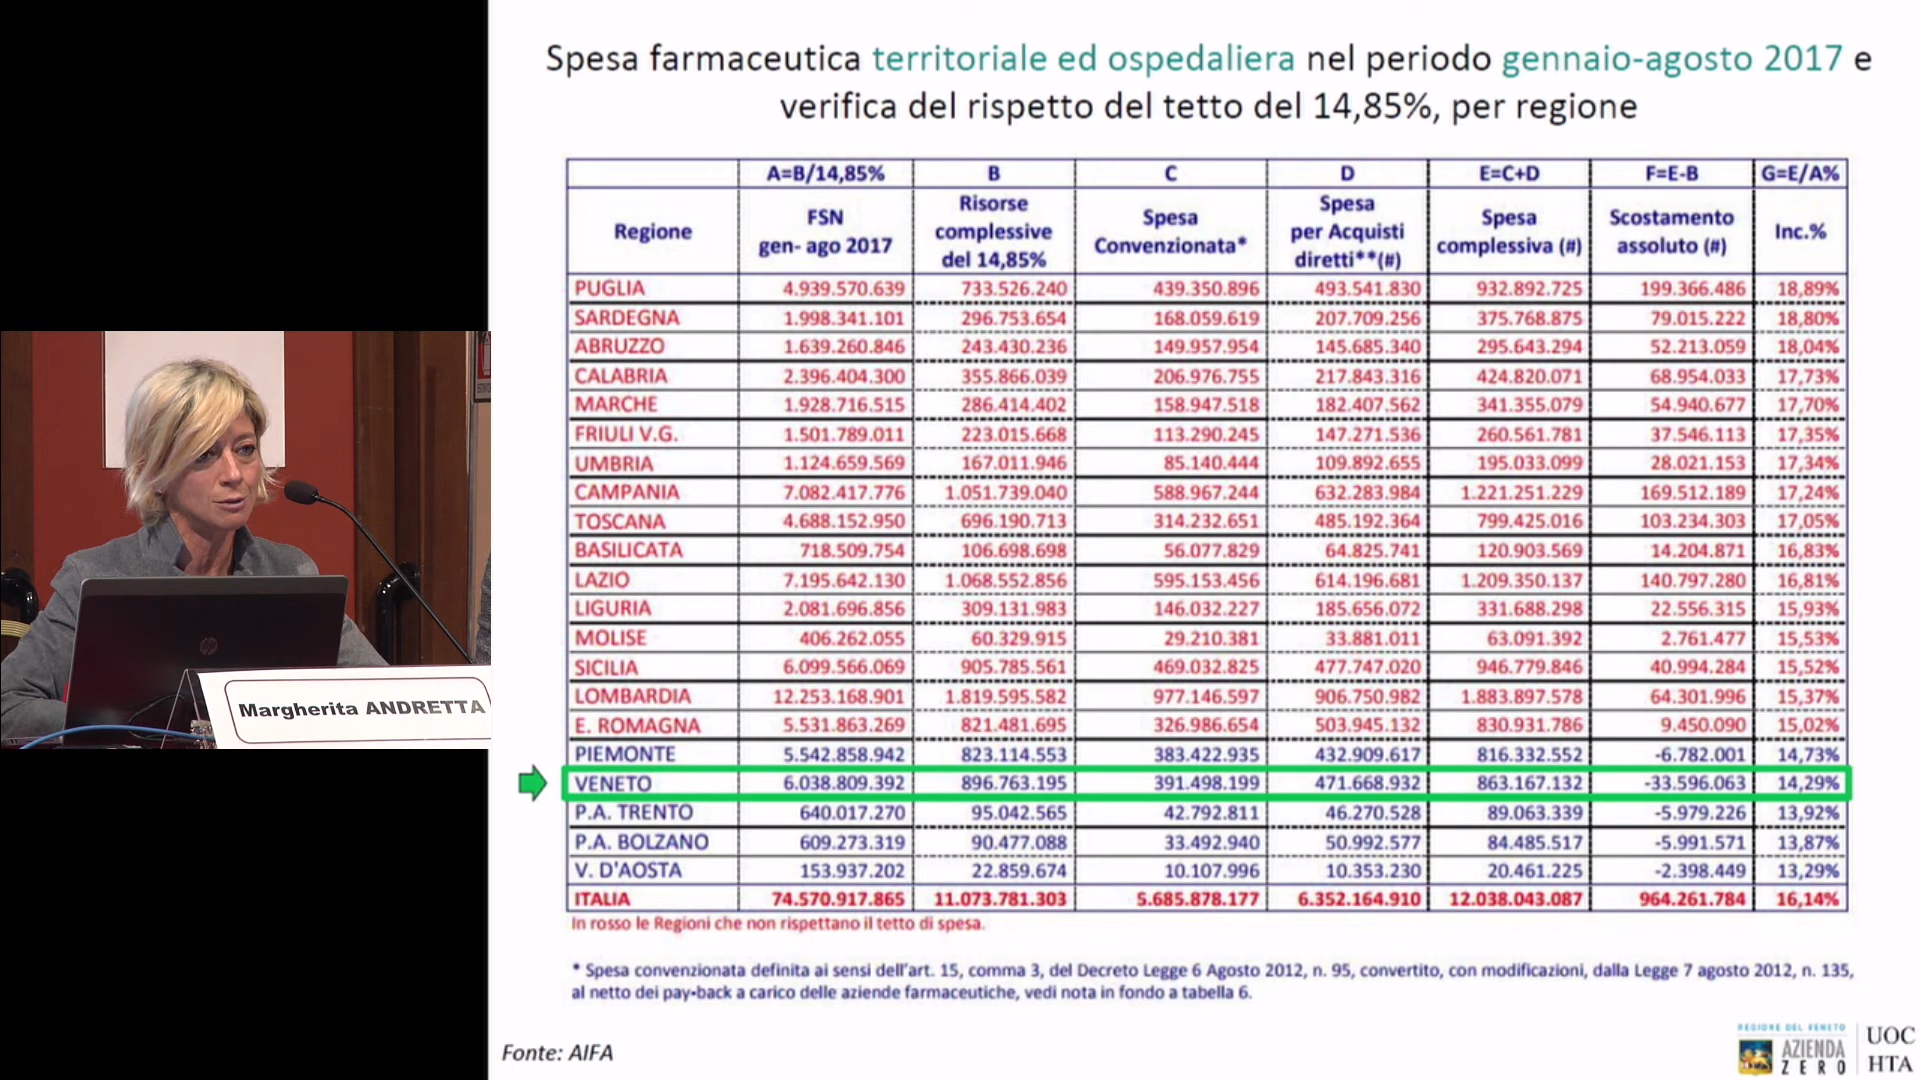 Spesa farmaceutica territoriale ed ospedaliera nel periodo gennaio-agosto 2017 e
verifica del rispetto del tetto del 14,85%, per regione
A=B/14,85% B C D E=C+D F=E-B G=E/A%
Regione FSN gen- ago 2017 Risorse complessive del 14,85% Spesa Convenzionata* Spesa per Acquisti diretti**(#) Spesa complessiva (#) Scostamento assoluto (#) Inc.%
PUGLIA 4.939.570.639 733.526.240 439.350.896 493.541.830 932.892.725 199.366.486 18,89%
SARDEGNA 1.998.341.101 296.753.654 168.059.619 207.709.256 375.768.875 79.015.222 18,80%
ABRUZZO 1.639.260.846 243.430.236 149.957.954 145.685.340 295.643.294 52.213.059 18,04%
CALABRIA 2.396.404.300 355.866.039 206.976.755 217.843.316 424.820.071 68.954.033 17,73%
MARCHE 1.928.716.515 286.414.402 158.947.518 182.407.562 341.355.079 54.940.677 17,70%
FRIULI V.G. 1.501.789.011 223.015.668 113.290.245 147.271.536 260.561.781 37.546.113 17,35%
UMBRIA 1.124.659.569 167.011.946 85.140.444 109.892.655 195.033.099 28.021.153 17,34%
CAMPANIA 7.082.417.776 1.051.739.040 588.967.244 632.283.984 1.221.251.229 169.512.189 17,24%
TOSCANA 4.688.152.950 696.190.713 314.232.651 485.192.364 799.425.016 103.234.303 17,05%
BASILICATA 718.509.754 106.698.698 56.077.829 64.825.741 120.903.569 14.204.871 16,83%
LAZIO 7.195.642.130 1.068.552.856 595.153.456 614.196.681 1.209.350.137 140.797.280 16,81%
LIGURIA 2.081.696.856 309.131.983 146.032.227 185.656.072 331.688.298 22.556.315 15,93%
MOLISE 406.262.055 60.329.915 29.210.381 33.881.011 63.091.392 2.761.477 15,53%
SICILIA 6.099.566.069 905.785.561 469.032.825 477.747.020 946.779.846 40.994.284 15,52%
LOMBARDIA 12.253.168.901 1.819.595.582 977.146.597 906.750.982 1.883.897.578 64.301.996 15,37%
E. ROMAGNA 5.531.863.269 821.481.695 326.986.654 503.945.132 830.931.786 9.450.090 15,02%
PIEMONTE 5.542.858.942 823.114.553 383.422.935 432.909.617 816.332.552 -6.782.001 14,73%
VENETO 6.038.809.392 896.763.195 391.498.199 471.668.932 863.167.132 -33.596.063 14,29%
P.A. TRENTO 640.017.270 95.042.565 42.792.811 46.270.528 89.063.339 -5.979.226 13,92%
P.A. BOLZANO 609.273.319 90.477.088 33.492.940 50.992.577 84.485.517 -5.991.571 13,87%
V. D'AOSTA 153.937.202 22.859.674 10.107.996 10.353.230 20.461.225 -2.398.449 13,29%
ITALIA 74.570.917.865 11.073.781.303 5.685.878.177 6.352.164.910 12.038.043.087 964.261.784 16,14%
In rosso le Regioni che non rispettano il tetto di spesa.
* Spesa convenzionata definita ai sensi dell'art. 15, comma 3, del Decreto Legge 6 Agosto 2012, n. 95, convertito, con modificazioni, dalla Legge 7 agosto 2012, n. 135,
al netto dei pay-back a carico delle aziende farmaceutiche, vedi nota in fondo a tabella 6.
Fonte: AIFA
REGIONE DEL VENETO
AZIENDA
ZERO
UOC
HTA
Margherita ANDRETTA
hp